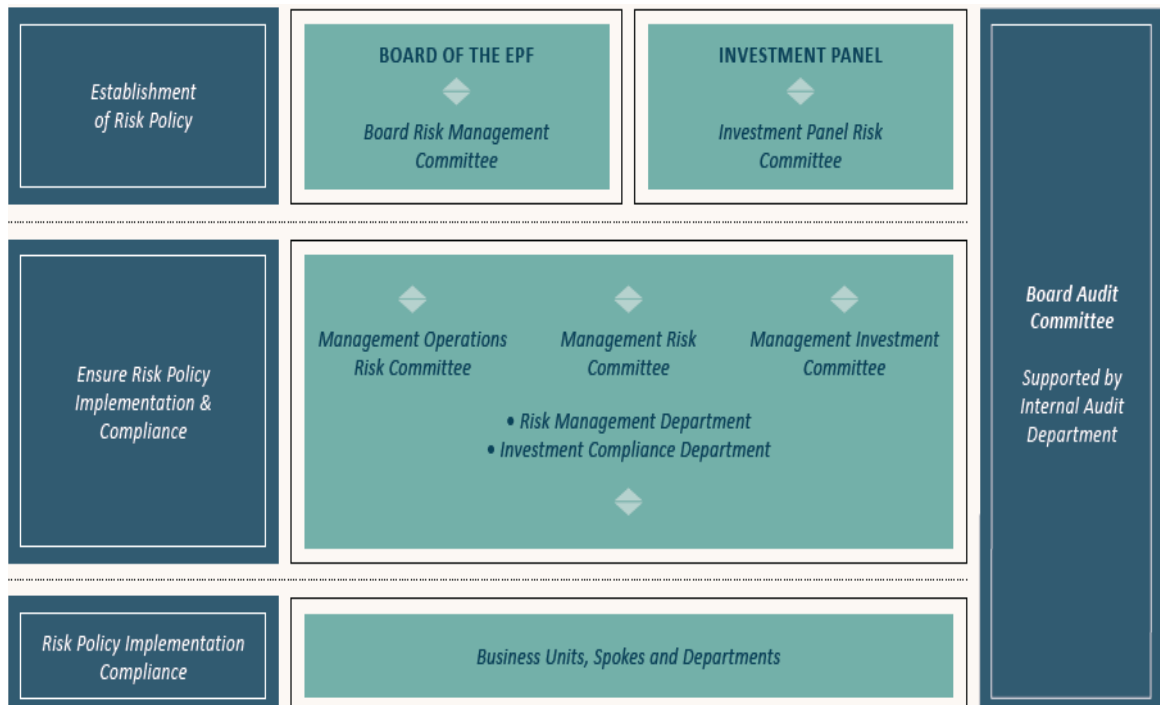 Establishment
of Risk Policy
BOARD OF THE EPF
Board Risk Management
Committee
INVESTMENT PANEL
Investment Panel Risk
Committee
Ensure Risk Policy
Implementation &
Compliance
Management Operations
Risk Committee
Management Risk
Committee
Management Investment
Committee
• Risk Management Department
• Investment Compliance Department
Risk Policy Implementation
Compliance
Business Units, Spokes and Departments
Board Audit
Committee
Supported by
Internal Audit
Department